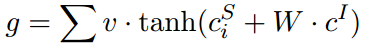 g = ∑ v · tanh(c_i^S + W · c^I)